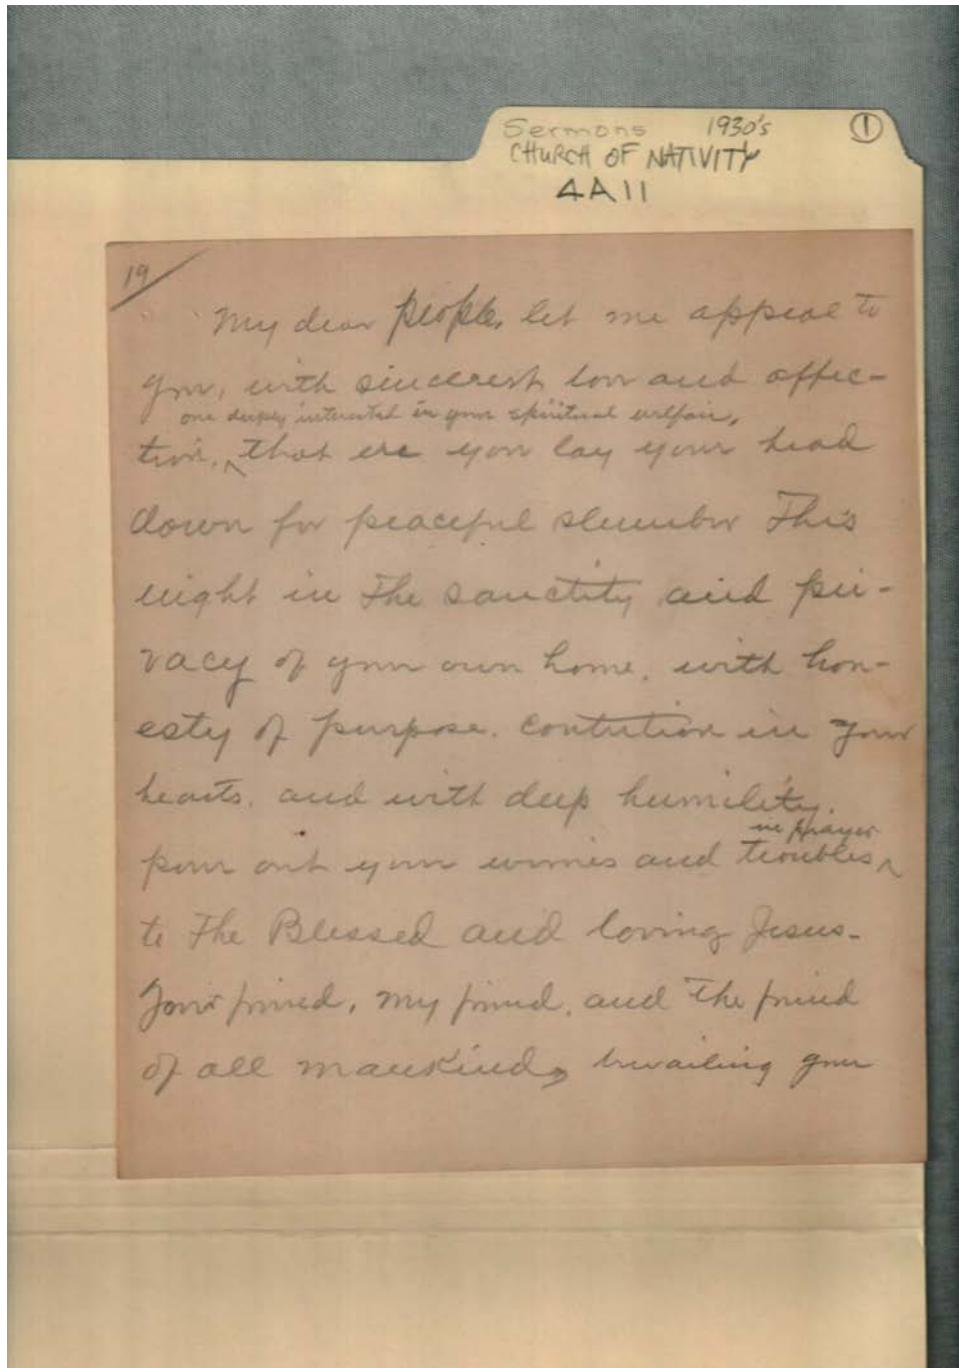 Sermons 1930's ①
CHURCH OF NATIVITY
4A11
19
My dear people, let me appeal to
you, with sincerest love and affec-
one deeply interested in your spiritual welfair,
tion, ^ that ere you lay your head
down for peaceful slumber This
night in The sanctity and pri-
vacy of your own home, with hon-
esty of purpose, contrition in your
hearts, and with deep humility,
in prayer
pour out your worries and troubles ^
to The Blessed and loving Jesus-
Your friend, my friend, and The friend
of all mankind, bewailing your